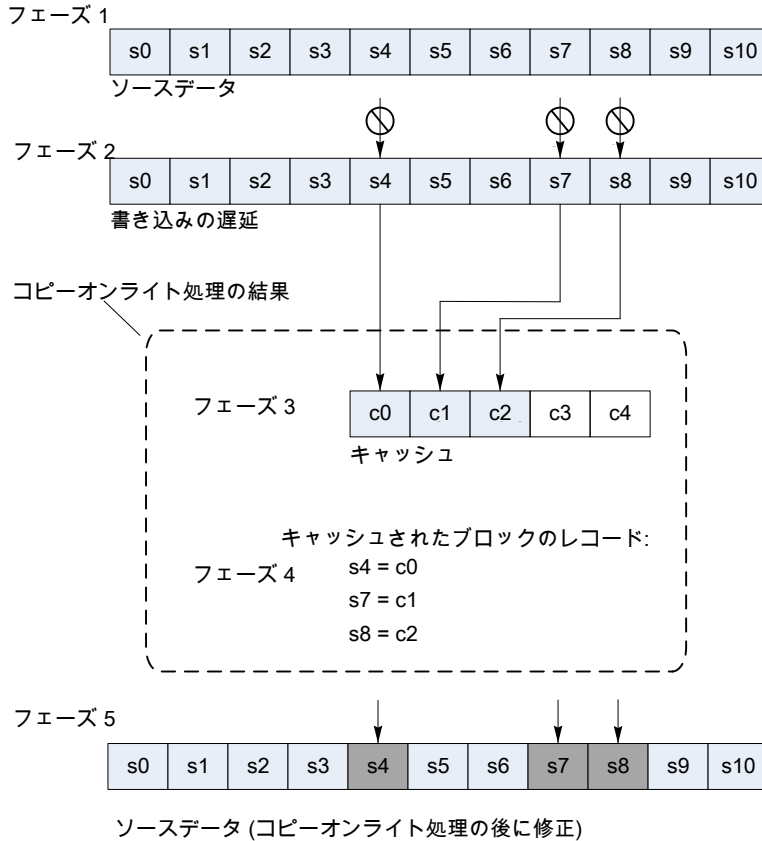 フェーズ 1
s0 s1 s2 s3 s4 s5 s6 s7 s8 s9 s10
ソースデータ
フェーズ 2
s0 s1 s2 s3 s4 s5 s6 s7 s8 s9 s10
書き込みの遅延
コピーオンライト処理の結果
フェーズ 3
c0 c1 c2 c3 c4
キャッシュ
キャッシュされたブロックのレコード:
フェーズ 4
s4 = c0
s7 = c1
s8 = c2
フェーズ 5
s0 s1 s2 s3 s4 s5 s6 s7 s8 s9 s10
ソースデータ (コピーオンライト処理の後に修正)